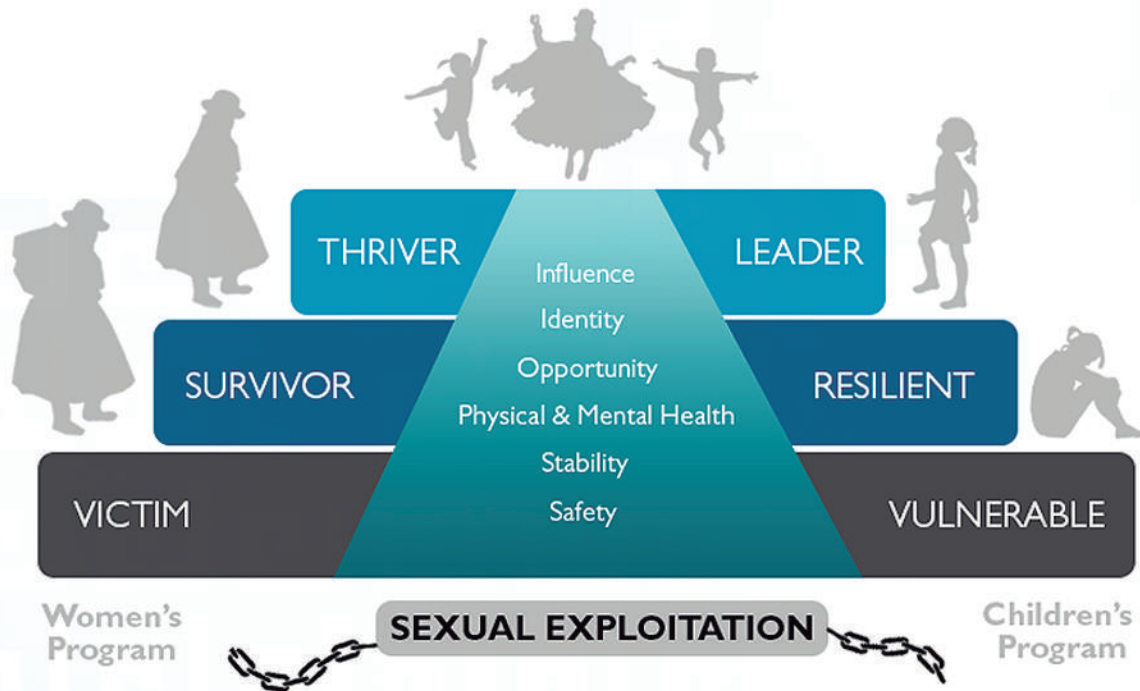 THRIVER
LEADER
Influence
Identity
Opportunity
SURVIVOR
RESILIENT
Physical & Mental Health
Stability
VICTIM
VULNERABLE
Safety
Women's
Program
SEXUAL EXPLOITATION
Children's
Program